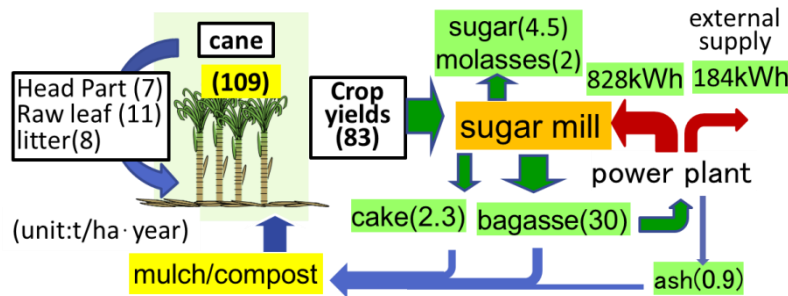 cane
(109)
Head Part (7)
Raw leaf (11)
litter(8)
(unit:t/ha·year)
mulch/compost
Crop
yields
(83)
sugar(4.5)
molasses(2)
sugar mill
cake(2.3)
bagasse(30)
external
supply
828kWh
184kWh
power plant
ash(0.9)